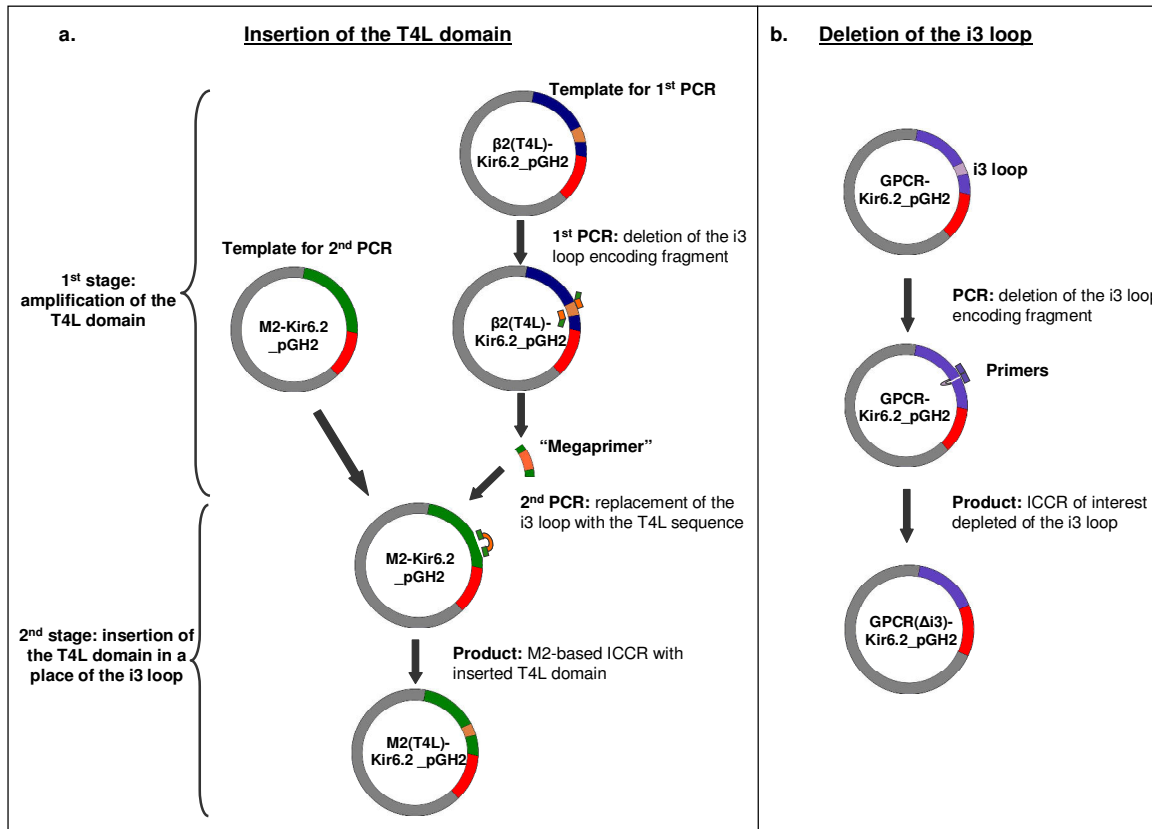 a.
Insertion of the T4L domain
Template for 1st PCR
β2(T4L)-
Kir6.2_pGH2
1st PCR: deletion of the i3
loop encoding fragment
Template for 2nd PCR
1st stage:
amplification of the
T4L domain
M2-Kir6.2
_pGH2
β2(T4L)-
Kir6.2_pGH2
“Megaprimer”
2nd PCR: replacement of the
i3 loop with the T4L sequence
M2-Kir6.2
_pGH2
2nd stage: insertion of
the T4L domain in a
place of the i3 loop
Product: M2-based ICCR with
inserted T4L domain
M2(T4L)-
Kir6.2 _pGH2
b.
Deletion of the i3 loop
GPCR-
Kir6.2_pGH2
i3 loop
PCR: deletion of the i3 loop
encoding fragment
Primers
GPCR-
Kir6.2_pGH2
Product: ICCR of interest
depleted of the i3 loop
GPCR(Δi3)-
Kir6.2_pGH2